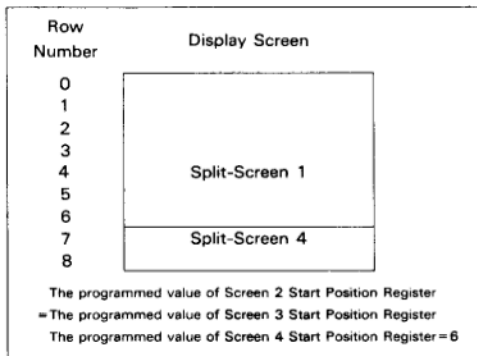 Row
Number
Display Screen
0
1
2
3
4
Split-Screen 1
5
6
7
Split-Screen 4
8
The programmed value of Screen 2 Start Position Register
=The programmed value of Screen 3 Start Position Register
The programmed value of Screen 4 Start Position Register=6